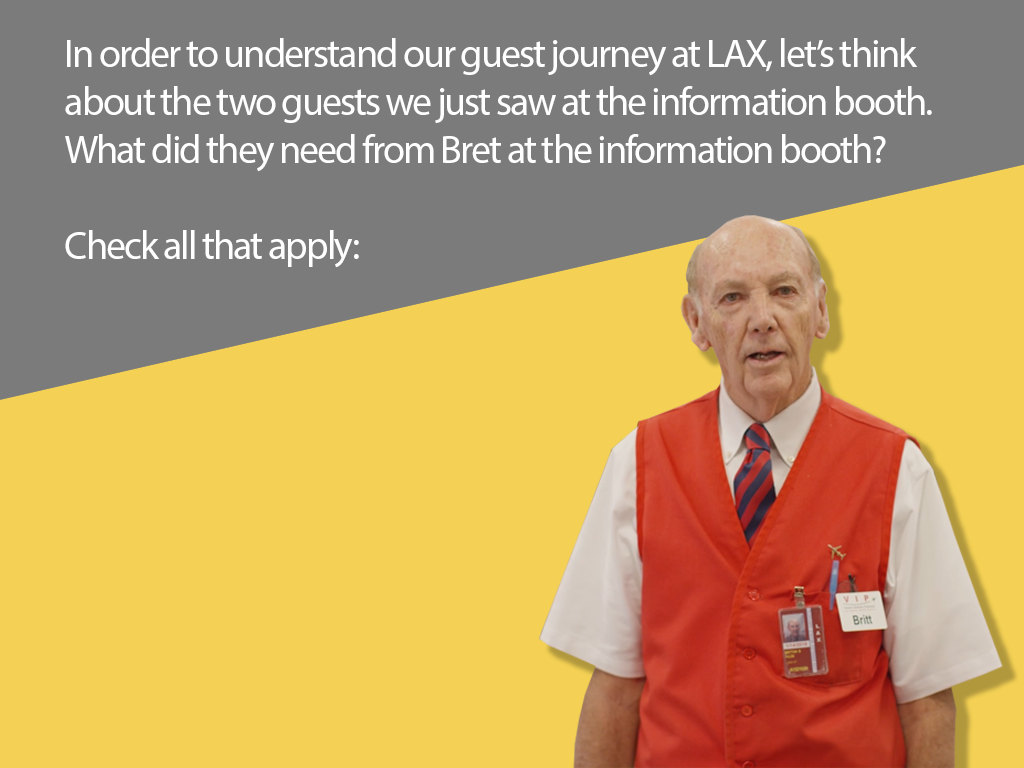 In order to understand our guest journey at LAX, let's think
about the two guests we just saw at the information booth.
What did they need from Bret at the information booth?
Check all that apply:
V I P
Britt
LAX